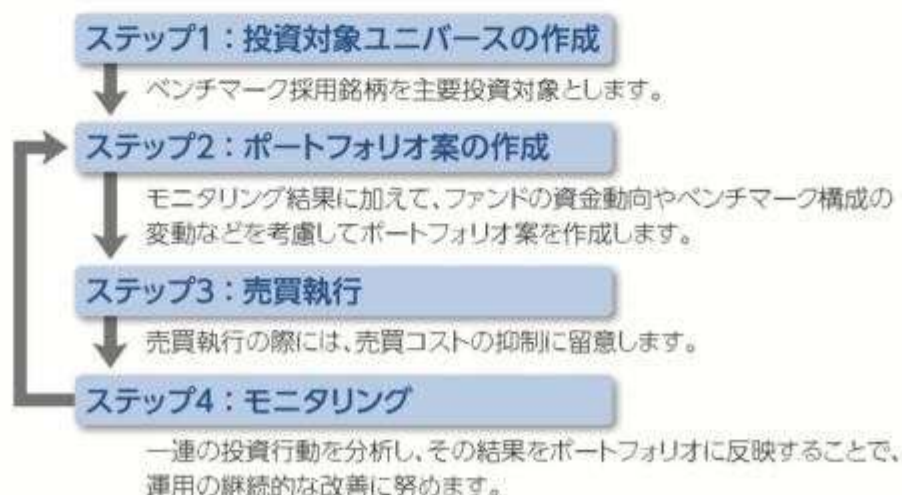 ステップ1：投資対象ユニバースの作成
ベンチマーク採用銘柄を主要投資対象とします。
ステップ2：ポートフォリオ案の作成
モニタリング結果に加えて、ファンドの資金動向やベンチマーク構成の
変動などを考慮してポートフォリオ案を作成します。
ステップ3：売買執行
売買執行の際には、売買コストの抑制に留意します。
ステップ4：モニタリング
一連の投資行動を分析し、その結果をポートフォリオに反映することで、
運用の継続的な改善に努めます。